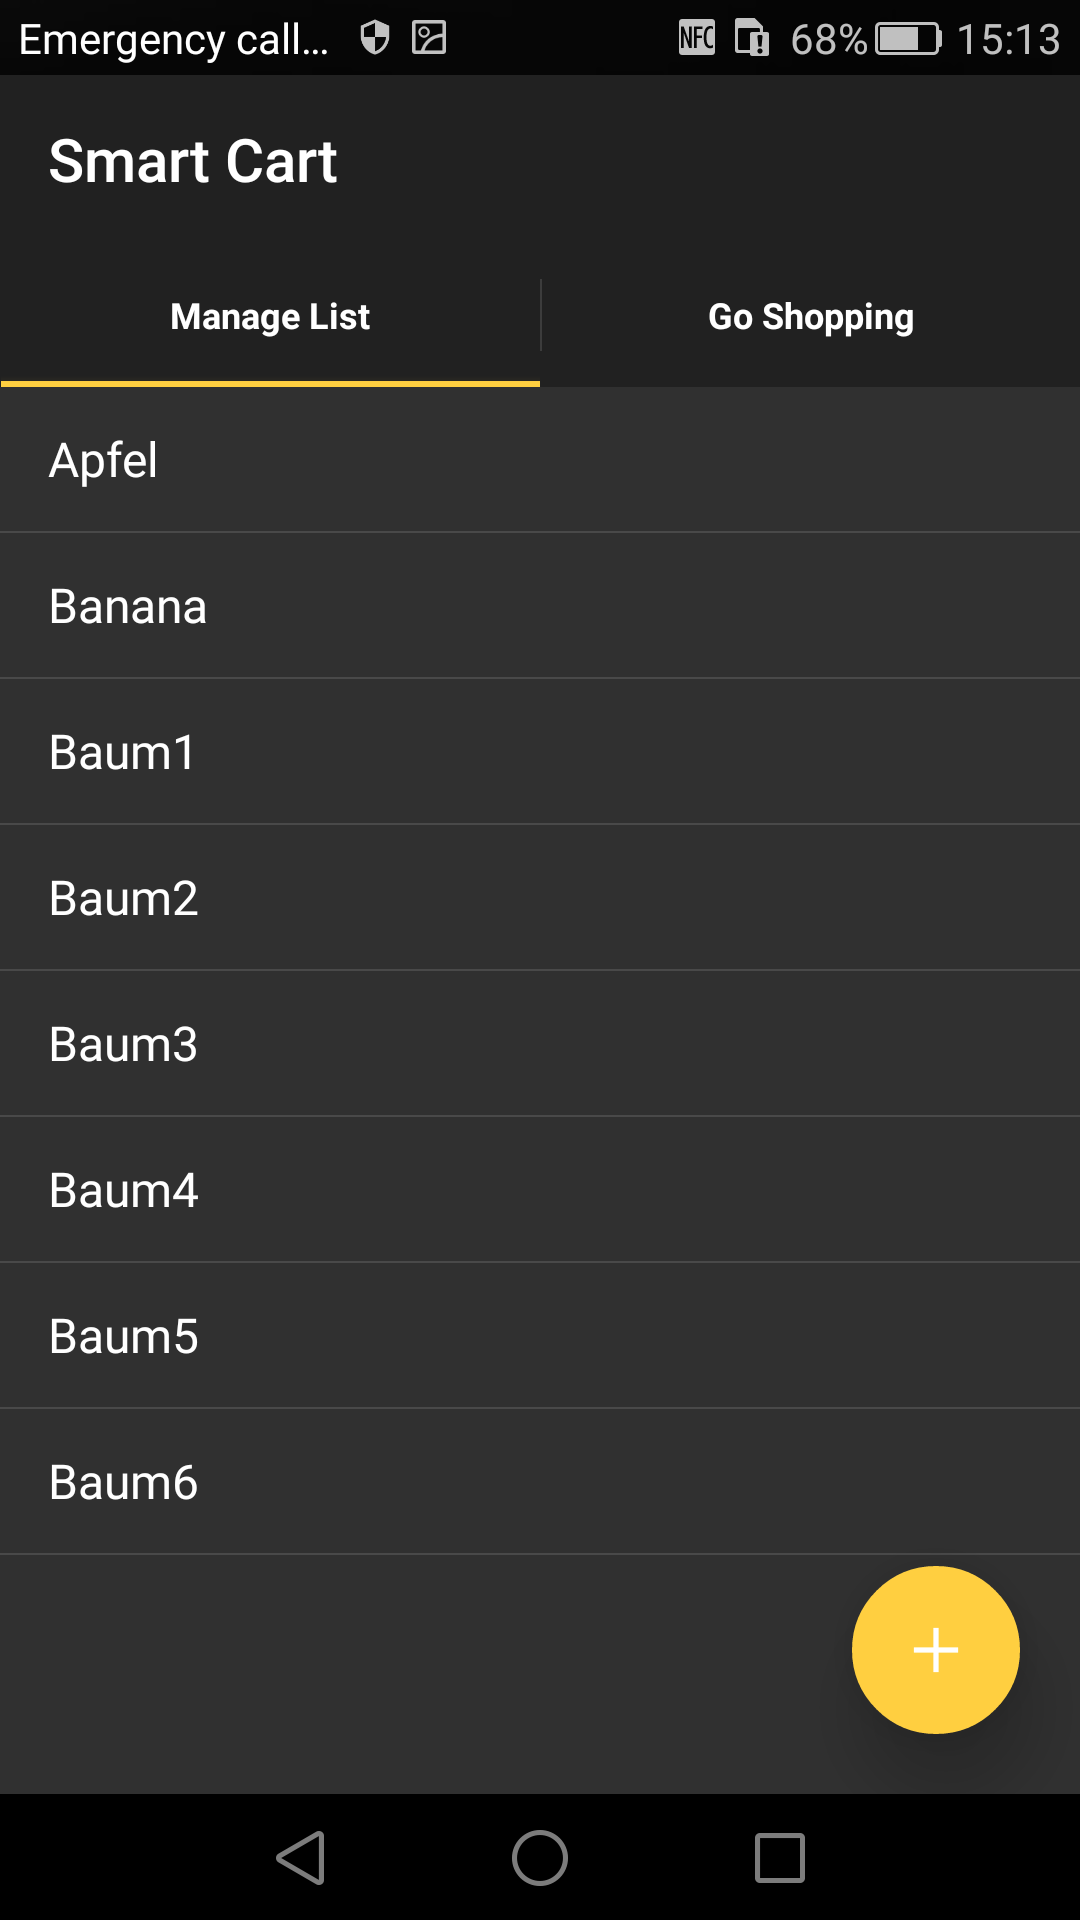 Emergency call... NFC 68% 15:13
Smart Cart
Manage List Go Shopping
Apfel
Banana
Baum1
Baum2
Baum3
Baum4
Baum5
Baum6